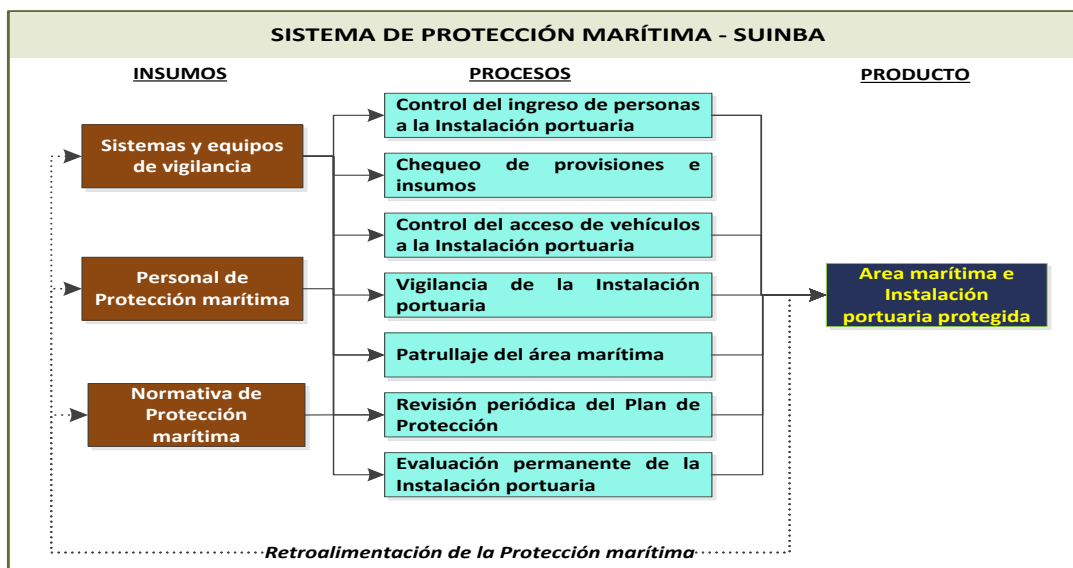 SISTEMA DE PROTECCIÓN MARÍTIMA - SUINBA
INSUMOS
PROCESOS
PRODUCTO
Sistemas y equipos
de vigilancia
Personal de
Protección marítima
Normativa de
Protección
marítima
Control del ingreso de personas
a la Instalación portuaria
Chequeo de provisiones e
insumos
Control del acceso de vehículos
a la Instalación portuaria
Vigilancia de la Instalación
portuaria
Patrullaje del área marítima
Revisión periódica del Plan de
Protección
Evaluación permanente de la
Instalación portuaria
Area marítima e
Instalación
portuaria protegida
Retroalimentación de la Protección marítima